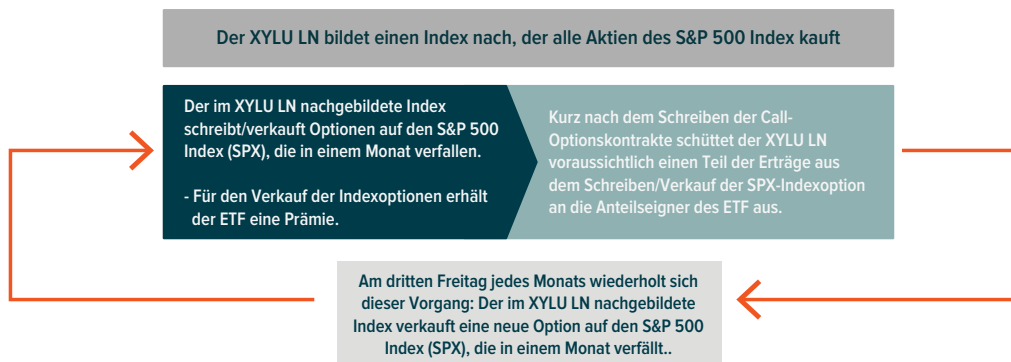 Der XYLU LN bildet einen Index nach, der alle Aktien des S&P 500 Index kauft
Der im XYLU LN nachgebildete Index
schreibt/verkauft Optionen auf den S&P 500
Index (SPX), die in einem Monat verfallen.
- Für den Verkauf der Indexoptionen erhält
der ETF eine Prämie.
Kurz nach dem Schreiben der Call-
Optionskontrakte schüttet der XYLU LN
voraussichtlich einen Teil der Erträge aus
dem Schreiben/Verkauf der SPX-Indexoption
an die Anteilseigner des ETF aus.
Am dritten Freitag jedes Monats wiederholt sich
dieser Vorgang: Der im XYLU LN nachgebildete
Index verkauft eine neue Option auf den S&P 500
Index (SPX), die in einem Monat verfällt..